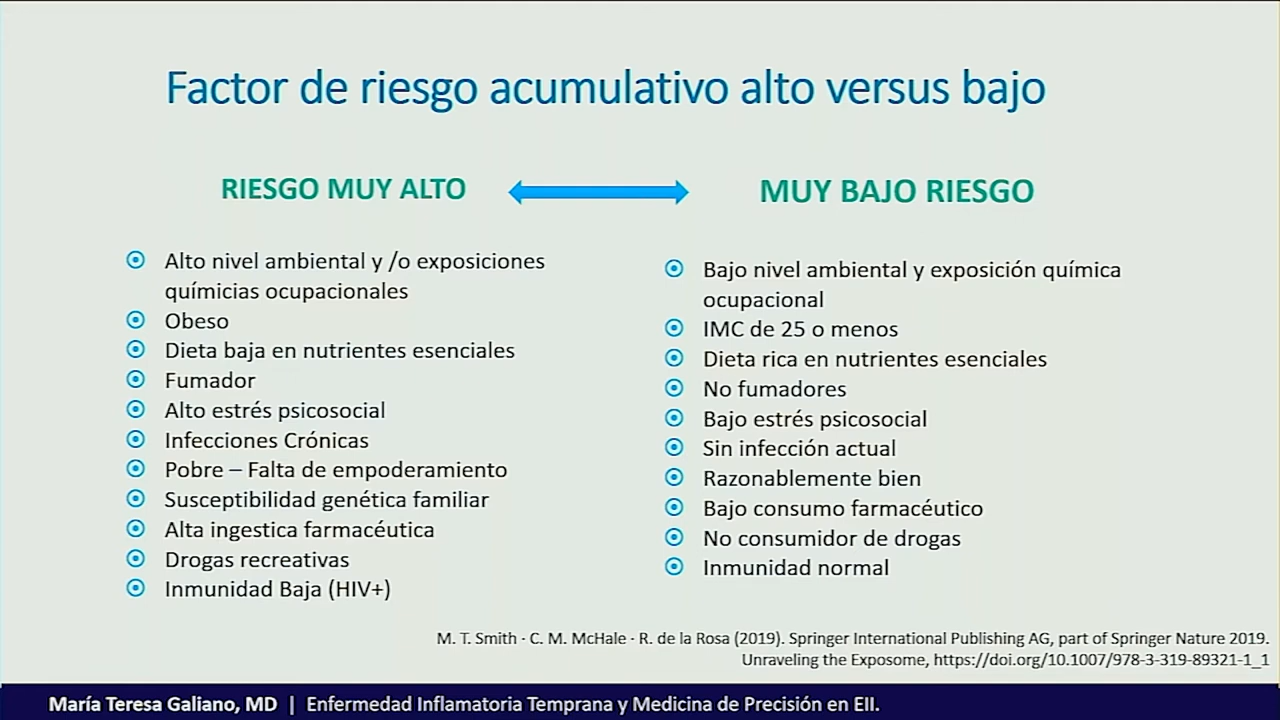 Factor de riesgo acumulativo alto versus bajo
RIESGO MUY ALTO
Alto nivel ambiental y /o exposiciones
químicias ocupacionales
Obeso
Dieta baja en nutrientes esenciales
Fumador
Alto estrés psicosocial
Infecciones Crónicas
Pobre – Falta de empoderamiento
Susceptibilidad genética familiar
Alta ingestica farmacéutica
Drogas recreativas
Inmunidad Baja (HIV+)
MUY BAJO RIESGO
Bajo nivel ambiental y exposición química
ocupacional
IMC de 25 o menos
Dieta rica en nutrientes esenciales
No fumadores
Bajo estrés psicosocial
Sin infección actual
Razonablemente bien
Bajo consumo farmacéutico
No consumidor de drogas
Inmunidad normal
M. T. Smith · C. M. McHale · R. de la Rosa (2019). Springer International Publishing AG, part of Springer Nature 2019.
Unraveling the Exposome, https://doi.org/10.1007/978-3-319-89321-1_1
María Teresa Galiano, MD | Enfermedad Inflamatoria Temprana y Medicina de Precisión en EII.